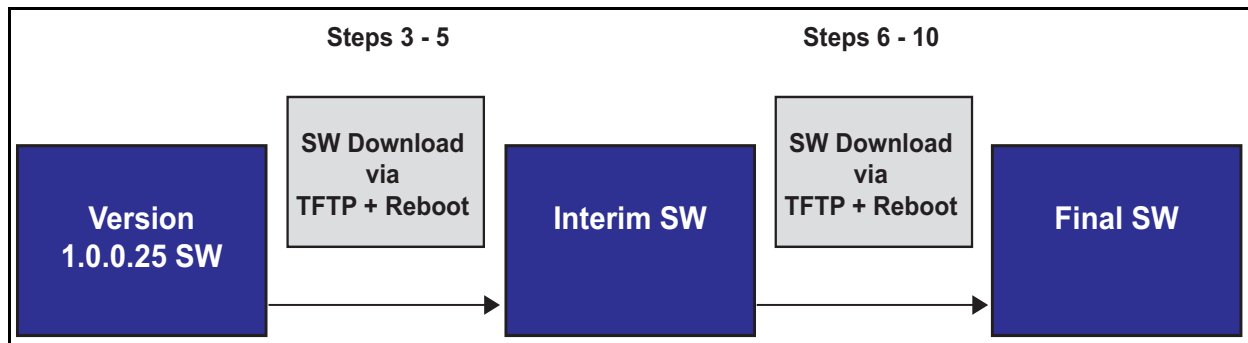 Steps 3 - 5
Steps 6 - 10
SW Download
via
TFTP + Reboot
SW Download
via
TFTP + Reboot
Version
1.0.0.25 SW
Interim SW
Final SW